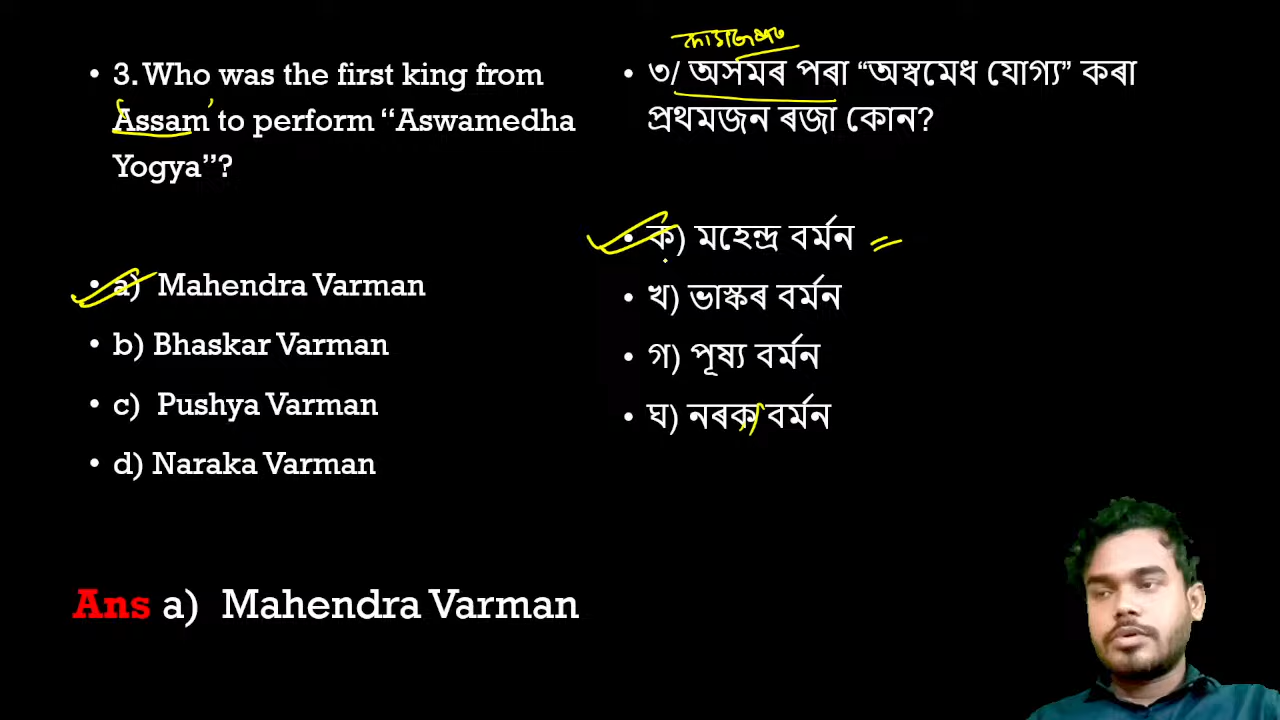 • 3. Who was the first king from
Assam to perform “Aswamedha
Yogya”?
• a) Mahendra Varman
• b) Bhaskar Varman
• c) Pushya Varman
• d) Naraka Varman
Ans a) Mahendra Varman
• ৩/ অসমৰ পৰা “অস্বমেধ যোগ্য” কৰা
প্ৰথমজন ৰজা কোন?
• ক) মহেন্দ্ৰ বৰ্মন
• খ) ভাস্কৰ বৰ্মন
• গ) পূষ্য বৰ্মন
• ঘ) নৰক বৰ্মন